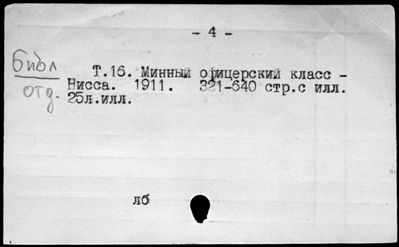 - 4 -
Библ
отд.
Т.16. Минный офицерский класс -
Нисса. 1911. 321-640 стр.с илл.
25л.илл.
лб